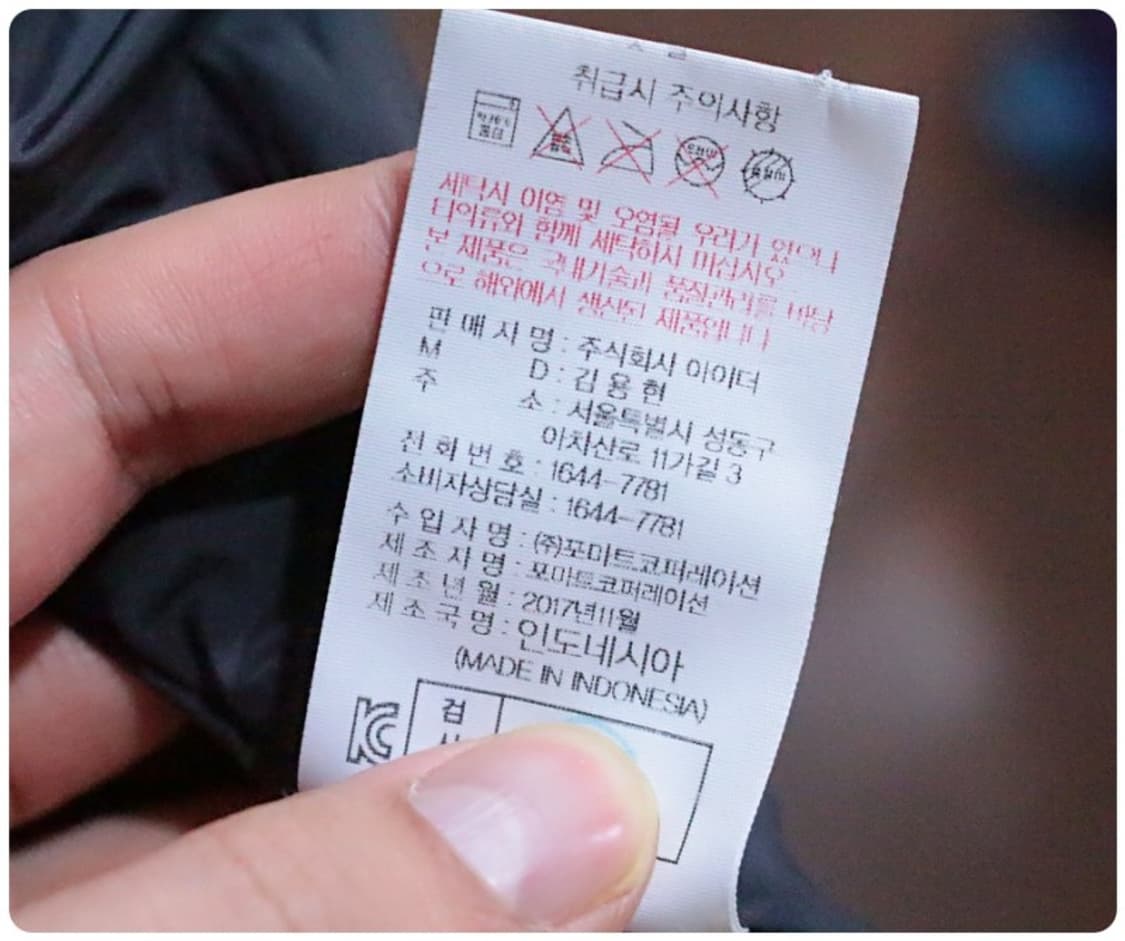 취급시 주의사항
세탁시 이염 및 오염될 우려가 있으니
타의류와 함께 세탁하지 마십시오
본 제품은 국내기술과 품질관리를 바탕
으로 해외에서 생산된 제품입니다
판 매 사 명 : 주식회사 아이더
M D : 김 용 현
주 소 : 서울특별시 성동구
아차산로 11가길 3
전 화 번 호 : 1644-7781
소비자상담실 : 1644-7781
수 입 자 명 : (주)포마트코퍼레이션
제 조 자 명 : 포마트코퍼레이션
제 조 년 월 : 2017년11월
제 조 국 명 : 인도네시아
(MADE IN INDONESIA)
검